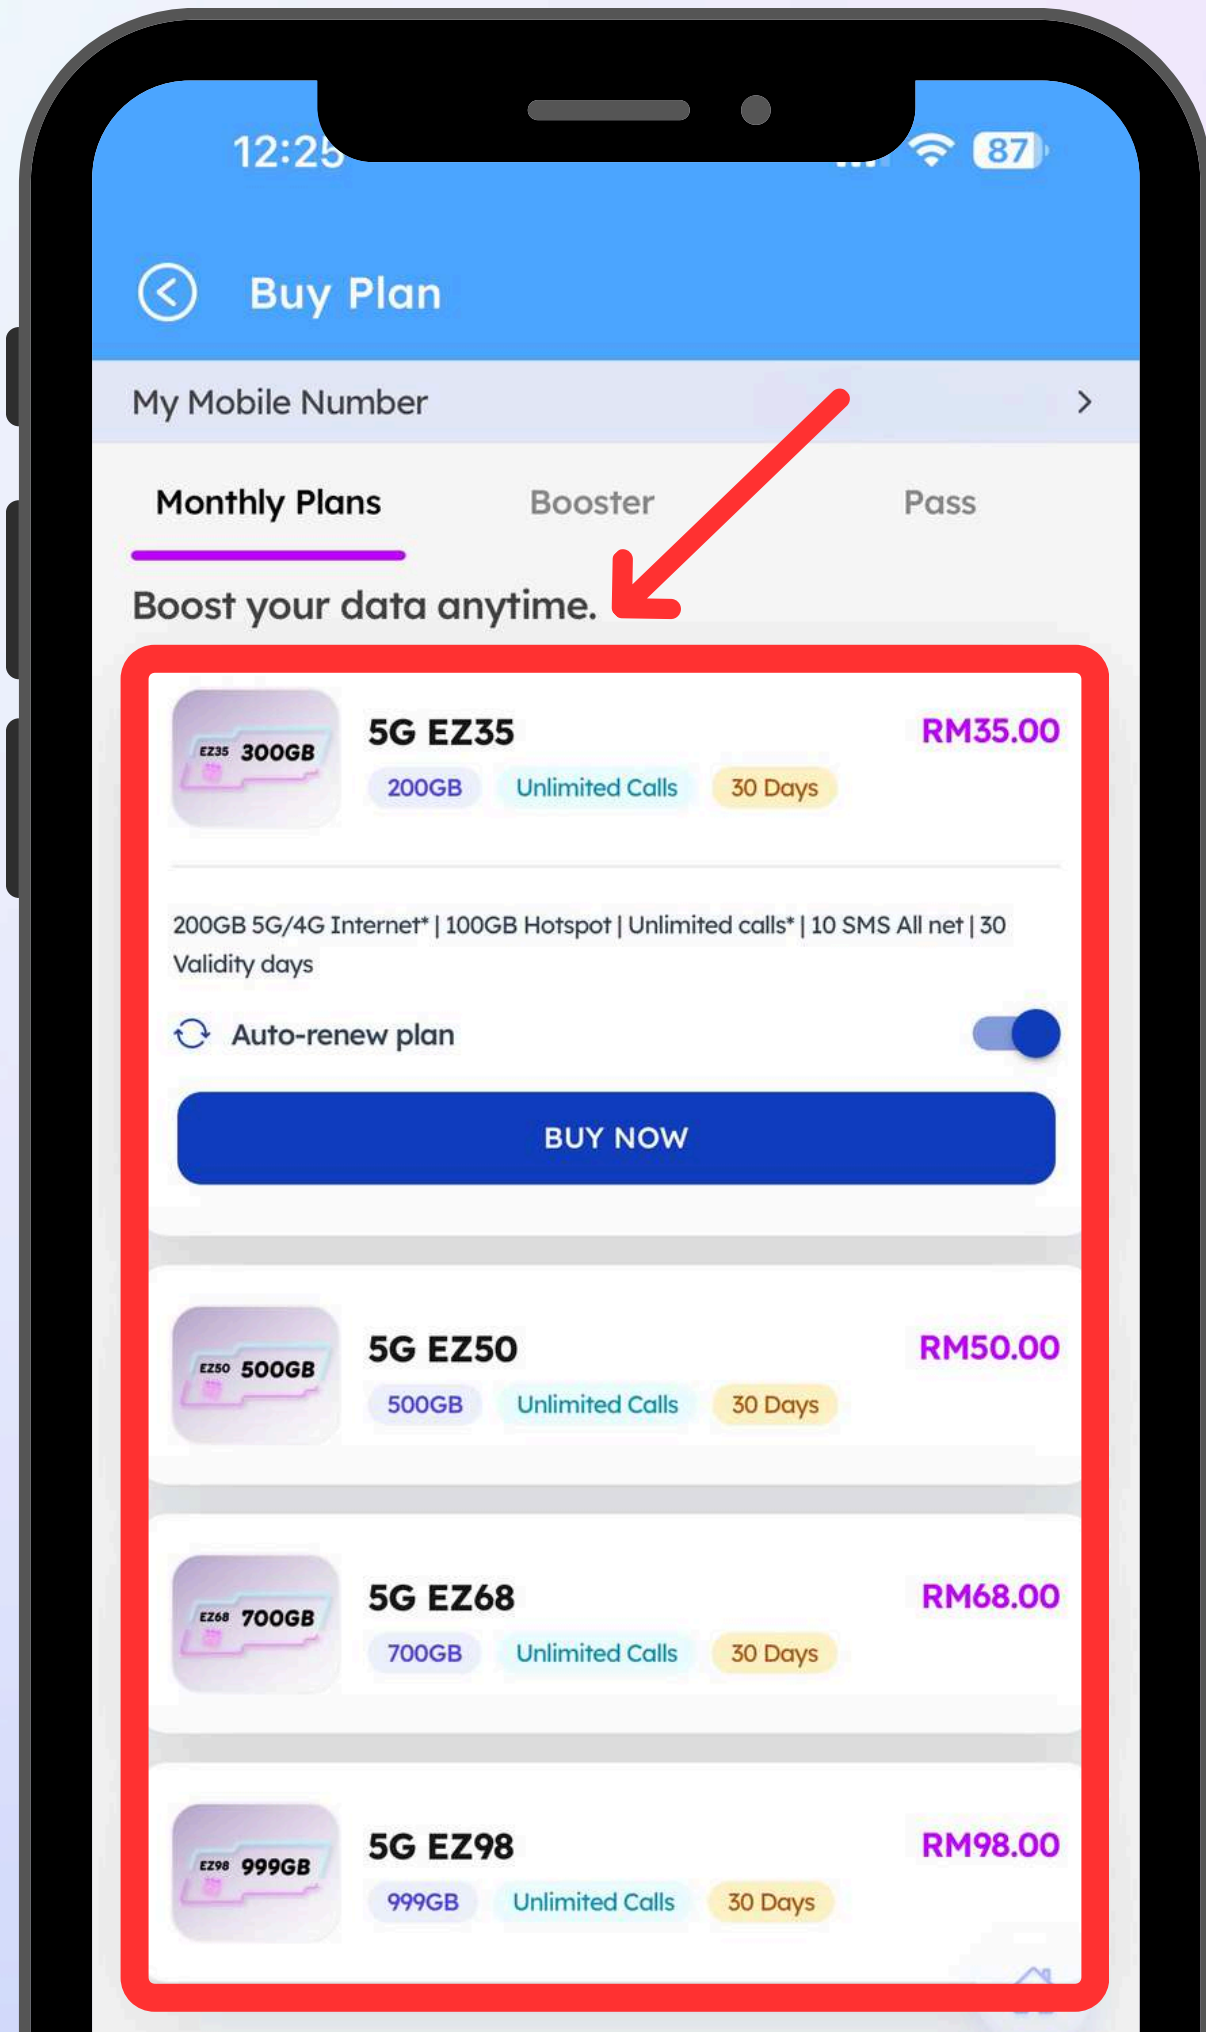 12:25
87
Buy Plan
My Mobile Number
Monthly Plans
Booster
Pass
Boost your data anytime.
EZ35 300GB
5G EZ35
RM35.00
200GB
Unlimited Calls
30 Days
200GB 5G/4G Internet* | 100GB Hotspot | Unlimited calls* | 10 SMS All net | 30
Validity days
Auto-renew plan
BUY NOW
EZ50 500GB
5G EZ50
RM50.00
500GB
Unlimited Calls
30 Days
EZ68 700GB
5G EZ68
RM68.00
700GB
Unlimited Calls
30 Days
EZ98 999GB
5G EZ98
RM98.00
999GB
Unlimited Calls
30 Days